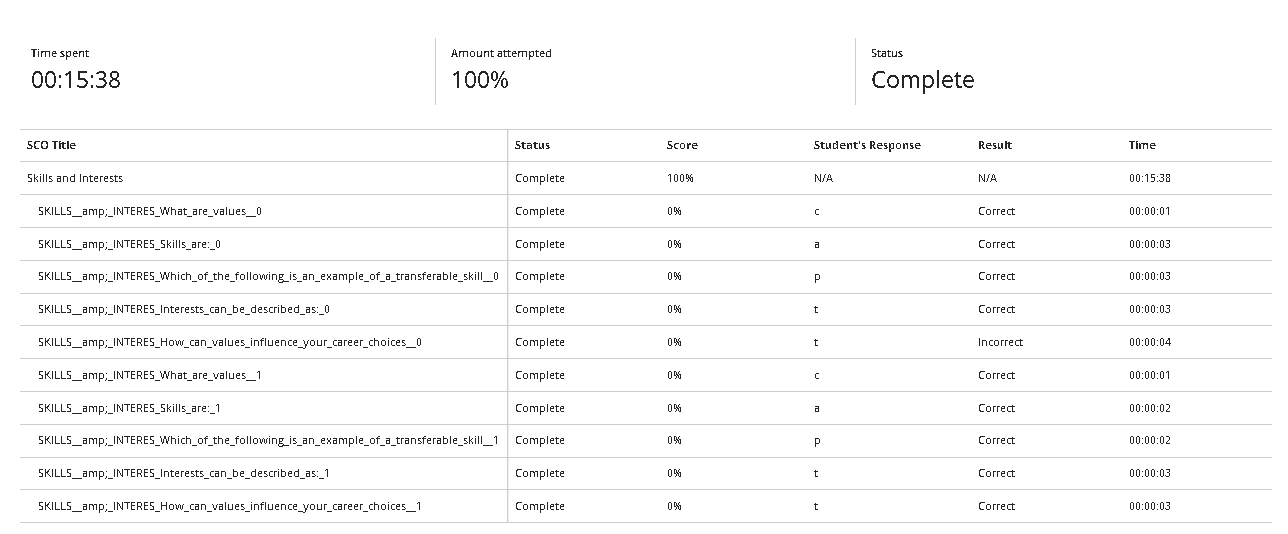 Time spent
Amount attempted
Status
00:15:38
100%
Complete
SCO Title Status Score Student's Response Result Time
Skills and Interests Complete 100% N/A N/A 00:15:38
SKILLS__amp;_INTERES_What_are_values__0 Complete 0% c Correct 00:00:01
SKILLS__amp;_INTERES_Skills_are:_0 Complete 0% a Correct 00:00:03
SKILLS__amp;_INTERES_Which_of_the_following_is_an_example_of_a_transferable_skill__0 Complete 0% p Correct 00:00:03
SKILLS__amp;_INTERES_Interests_can_be_described_as:_0 Complete 0% t Correct 00:00:03
SKILLS__amp;_INTERES_How_can_values_influence_your_career_choices__0 Complete 0% t Incorrect 00:00:04
SKILLS__amp;_INTERES_What_are_values__1 Complete 0% c Correct 00:00:01
SKILLS__amp;_INTERES_Skills_are:_1 Complete 0% a Correct 00:00:02
SKILLS__amp;_INTERES_Which_of_the_following_is_an_example_of_a_transferable_skill__1 Complete 0% p Correct 00:00:02
SKILLS__amp;_INTERES_Interests_can_be_described_as:_1 Complete 0% t Correct 00:00:03
SKILLS__amp;_INTERES_How_can_values_influence_your_career_choices__1 Complete 0% t Correct 00:00:03